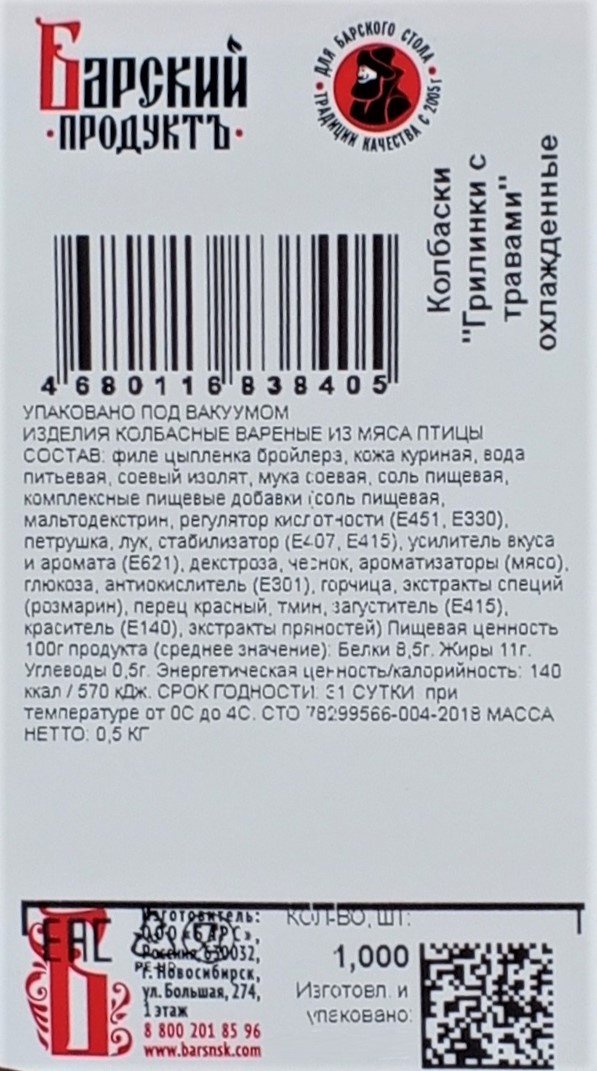 Барский
·ПРОДУКТЪ·
ДЛЯ БАРСКОГО СТОЛА
ТРАДИЦИИ КАЧЕСТВА С 2005 г
Колбаски
"Грилинки с
травами"
охлажденные
4 680116 838405
УПАКОВАНО ПОД ВАКУУМОМ
ИЗДЕЛИЯ КОЛБАСНЫЕ ВАРЕНЫЕ ИЗ МЯСА ПТИЦЫ
СОСТАВ: филе цыпленка бройлера, кожа куриная, вода
питьевая, соевый изолят, мука соевая, соль пищевая,
комплексные пищевые добавки (соль пищевая,
мальтодекстрин, регулятор кислотности (Е451, Е330),
петрушка, лук, стабилизатор (Е407, Е415), усилитель вкуса
и аромата (Е621), декстроза, чеснок, ароматизаторы (мясо),
глюкоза, антиокислитель (Е301), горчица, экстракты специй
(розмарин), перец красный, тмин, загуститель (Е415),
краситель (Е140), экстракты пряностей) Пищевая ценность
100г продукта (среднее значение): Белки 8,5г. Жиры 11г.
Углеводы 0,5г. Энергетическая ценность/калорийность: 140
ккал / 570 кДж. СРОК ГОДНОСТИ: 31 СУТКИ при
температуре от 0С до 4С. СТО 78299566-004-2018 МАССА
НЕТТО: 0,5 КГ
EAC
Изготовитель:
ООО «БАРС»,
Россия, 630032,
г. Новосибирск,
ул. Большая, 274,
1 этаж
8 800 201 85 96
www.barsnsk.com
КОЛ-ВО, ШТ:
1,000
Изготовл. и
упаковано: